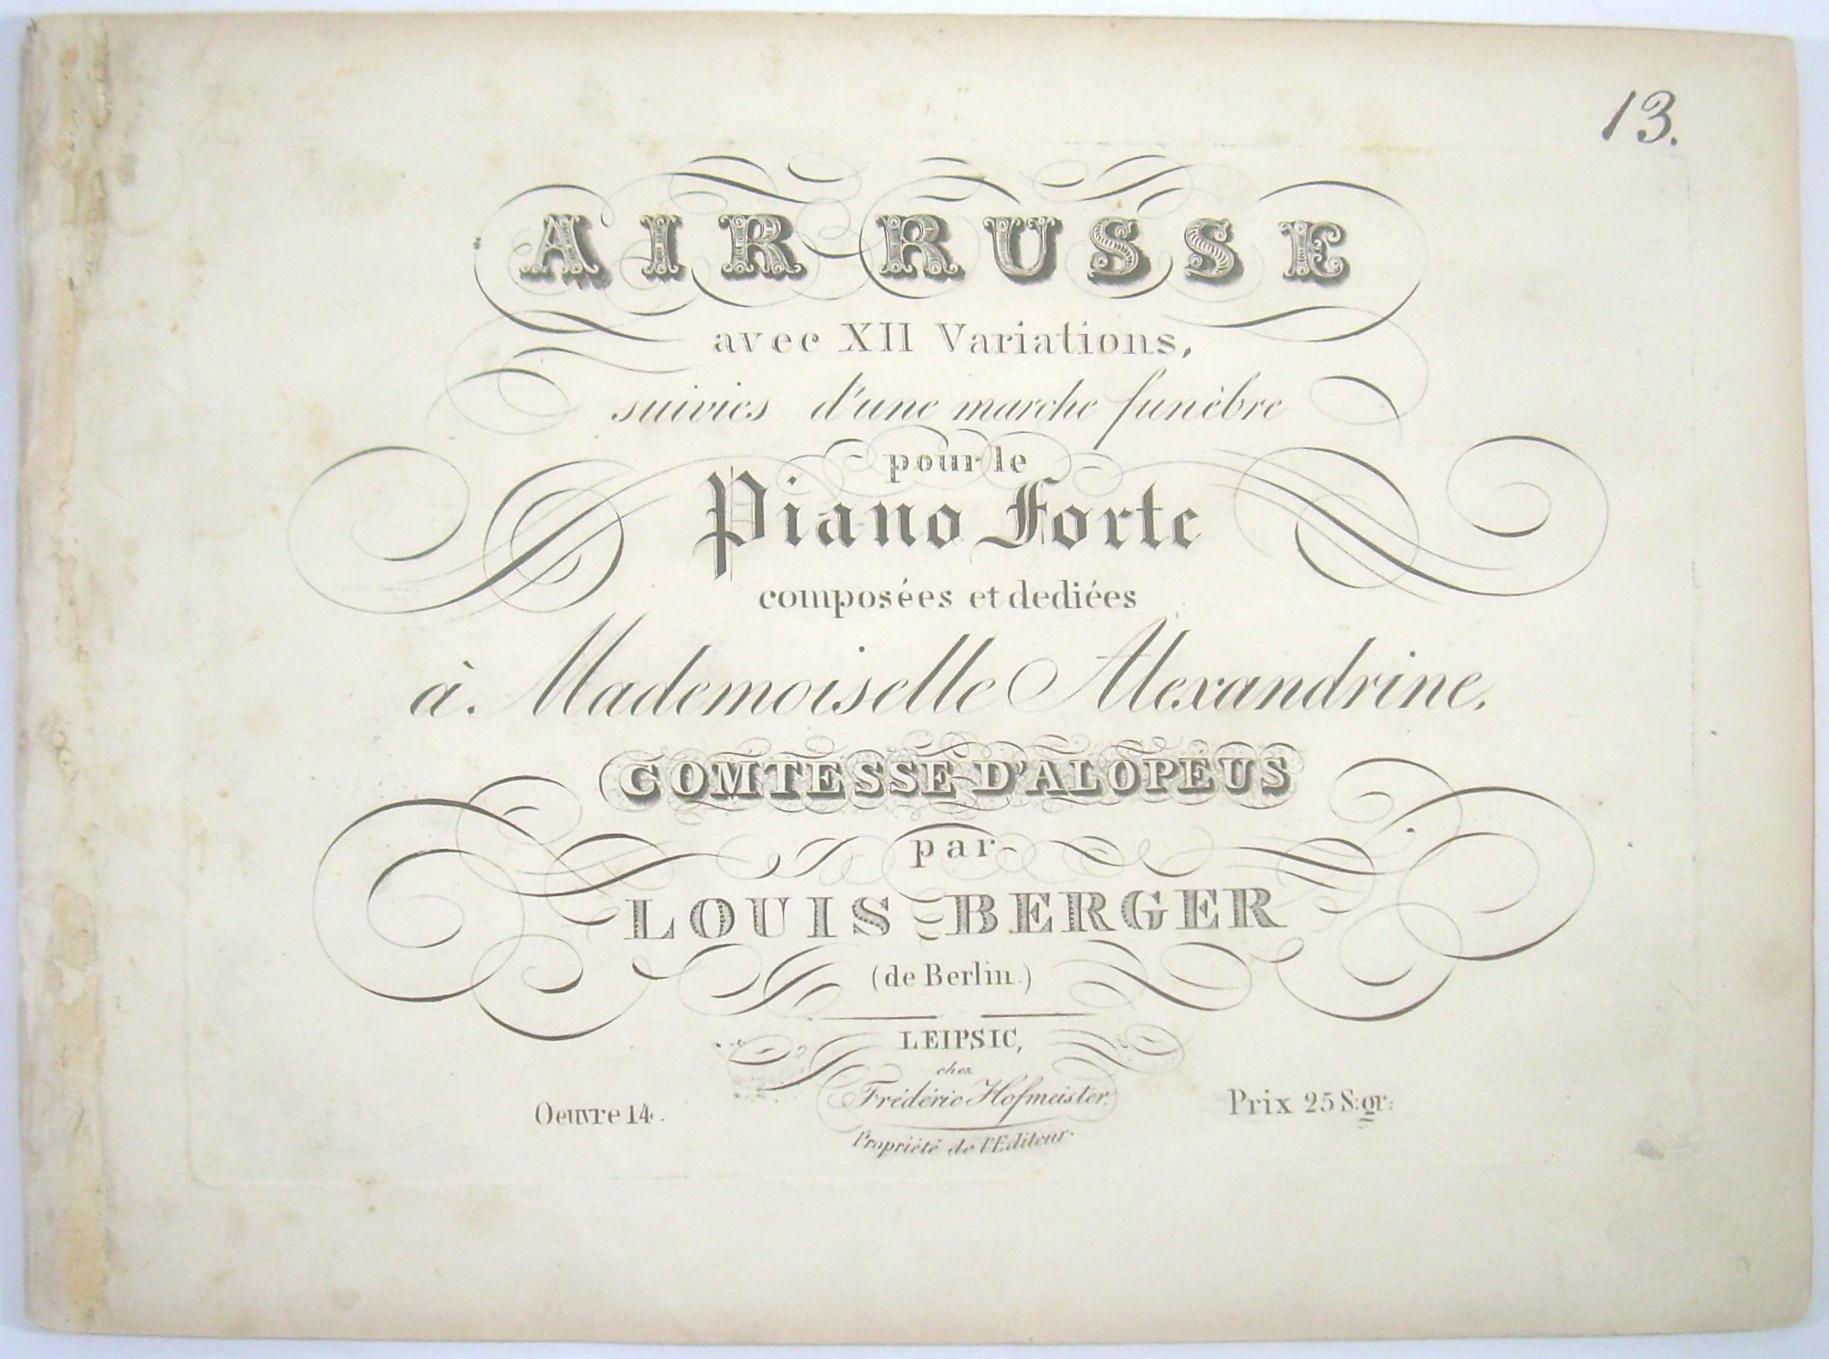 13.
AIR RUSSE
avec XII Variations,
suivies d'une marche funèbre
pour le
Piano Forte
composées et dediées
à Mademoiselle Alexandrine,
COMTESSE D'ALOPÉUS
par
LOUIS BERGER
(de Berlin.)
LEIPSIC,
chez
Frédéric Hofmeister.
Propriété de l'Editeur.
Oeuvre 14.
Prix 25 S:gr: